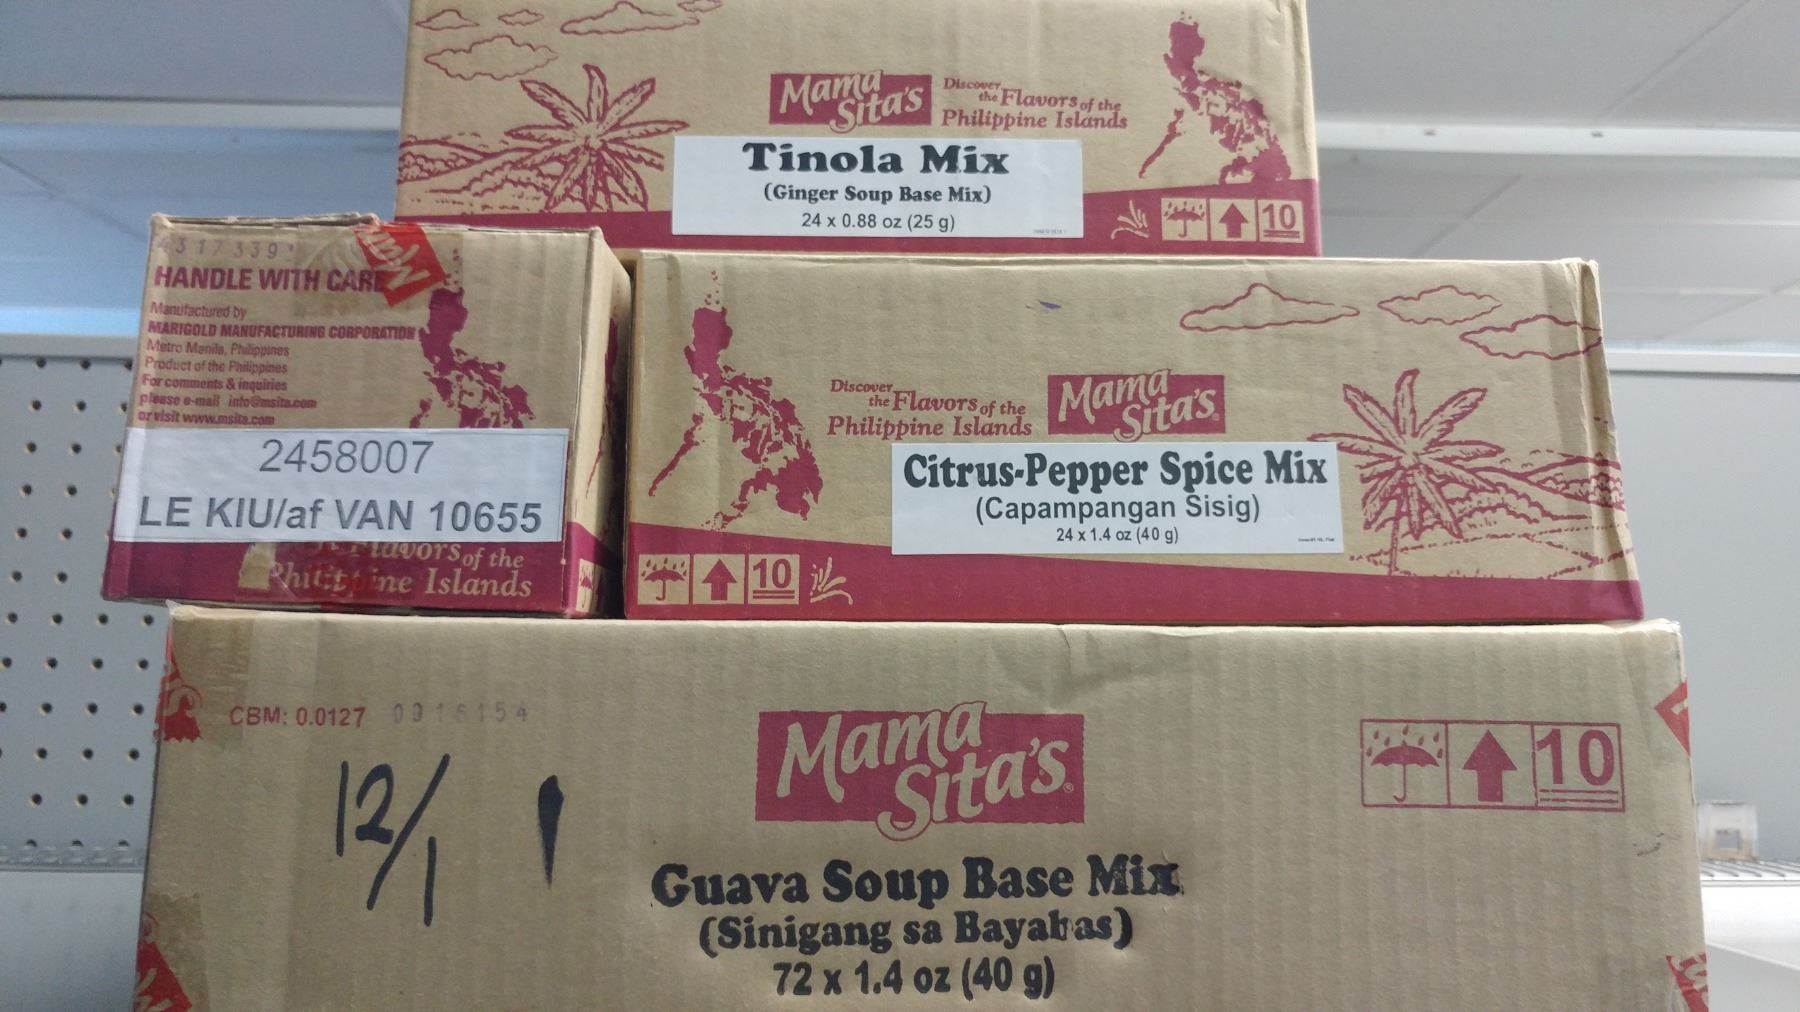 Mama
Sita's
Discover
the Flavors of the
Philippine Islands
Tinola Mix
(Ginger Soup Base Mix)
24 x 0.88 oz (25 g)
10
HANDLE WITH CARE
Manufactured by
MARIGOLD MANUFACTURING CORPORATION
Metro Manila, Philippines
Product of the Philippines
For comments & inquiries
please e-mail info@msita.com
or visit www.msita.com
2458007
LE KIU/af VAN 10655
Flavors of the
Philippine Islands
Discover
the Flavors of the
Philippine Islands
Mama
Sita's
Citrus-Pepper Spice Mix
(Capampangan Sisig)
24 x 1.4 oz (40 g)
10
CBM: 0.0127 0916154
12/1
Mama
Sita's
10
Guava Soup Base Mix
(Sinigang sa Bayabas)
72 x 1.4 oz (40 g)